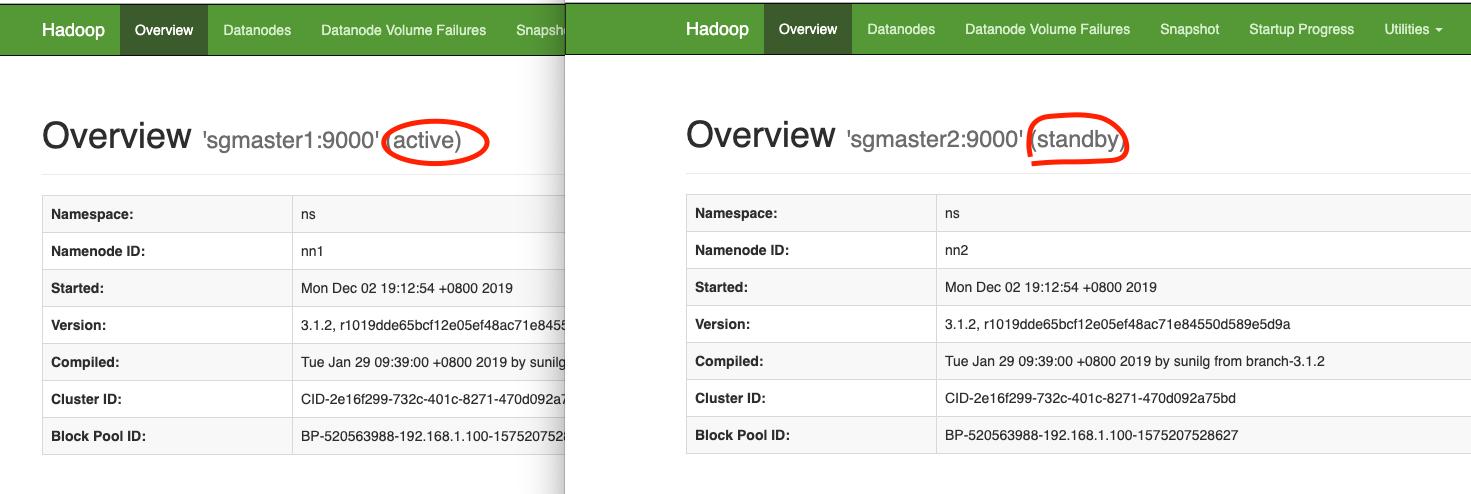 Hadoop Overview Datanodes Datanode Volume Failures
Overview 'sgmaster1:9000' (active)
Namespace: ns
Namenode ID: nn1
Started: Mon Dec 02 19:12:54 +0800 2019
Version: 3.1.2, r1019dde65bcf12e05ef48ac71e8455
Compiled: Tue Jan 29 09:39:00 +0800 2019 by sunilg
Cluster ID: CID-2e16f299-732c-401c-8271-470d092a7
Block Pool ID: BP-520563988-192.168.1.100-157520752
Hadoop Overview Datanodes Datanode Volume Failures Snapshot Startup Progress Utilities
Overview 'sgmaster2:9000' (standby)
Namespace: ns
Namenode ID: nn2
Started: Mon Dec 02 19:12:54 +0800 2019
Version: 3.1.2, r1019dde65bcf12e05ef48ac71e84550d589e5d9a
Compiled: Tue Jan 29 09:39:00 +0800 2019 by sunilg from branch-3.1.2
Cluster ID: CID-2e16f299-732c-401c-8271-470d092a75bd
Block Pool ID: BP-520563988-192.168.1.100-1575207528627